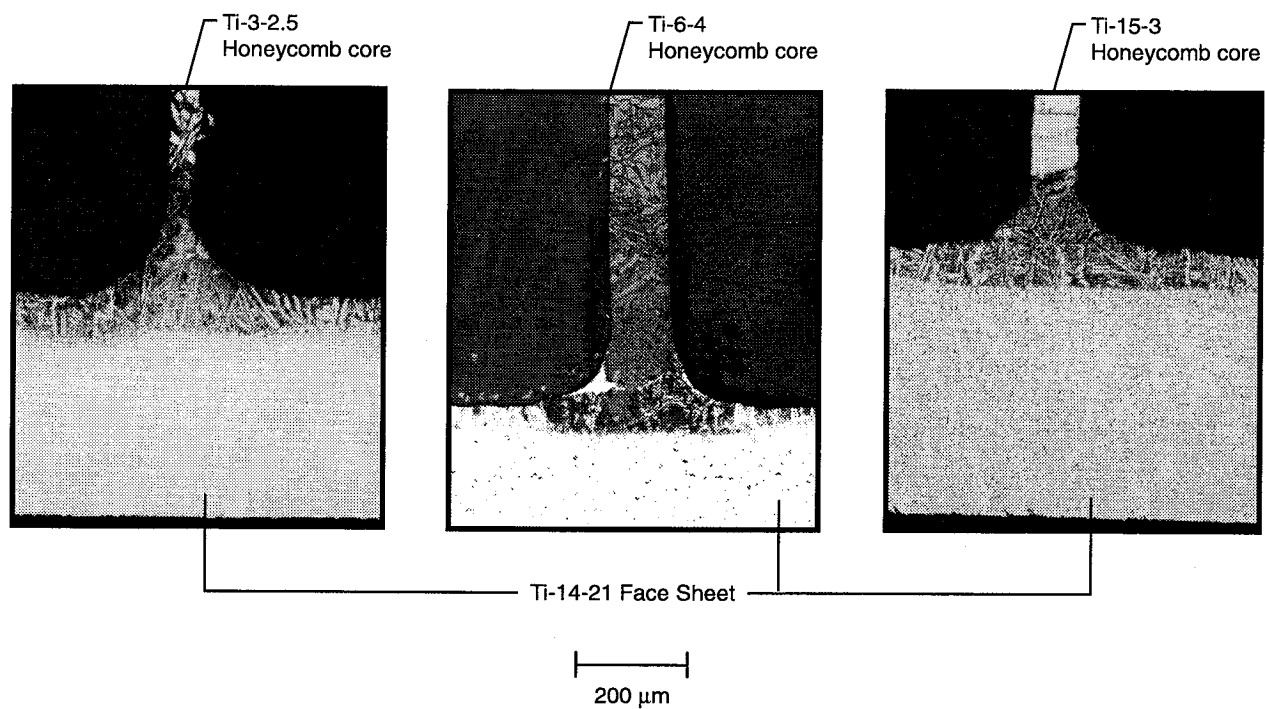 Ti-3-2.5
Honeycomb core
Ti-6-4
Honeycomb core
Ti-15-3
Honeycomb core
Ti-14-21 Face Sheet
200 µm